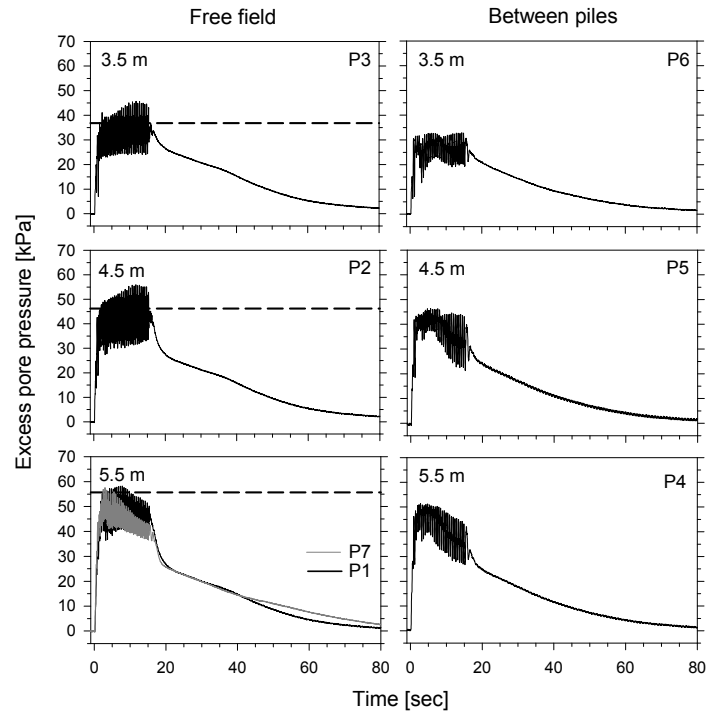 Free field
Between piles
Excess pore pressure [kPa]
70
60
50
40
30
20
10
0
3.5 m
P3
3.5 m
P6
70
60
50
40
30
20
10
0
4.5 m
P2
4.5 m
P5
70
60
50
40
30
20
10
0
5.5 m
P7
P1
5.5 m
P4
0 20 40 60 80
0 20 40 60 80
Time [sec]